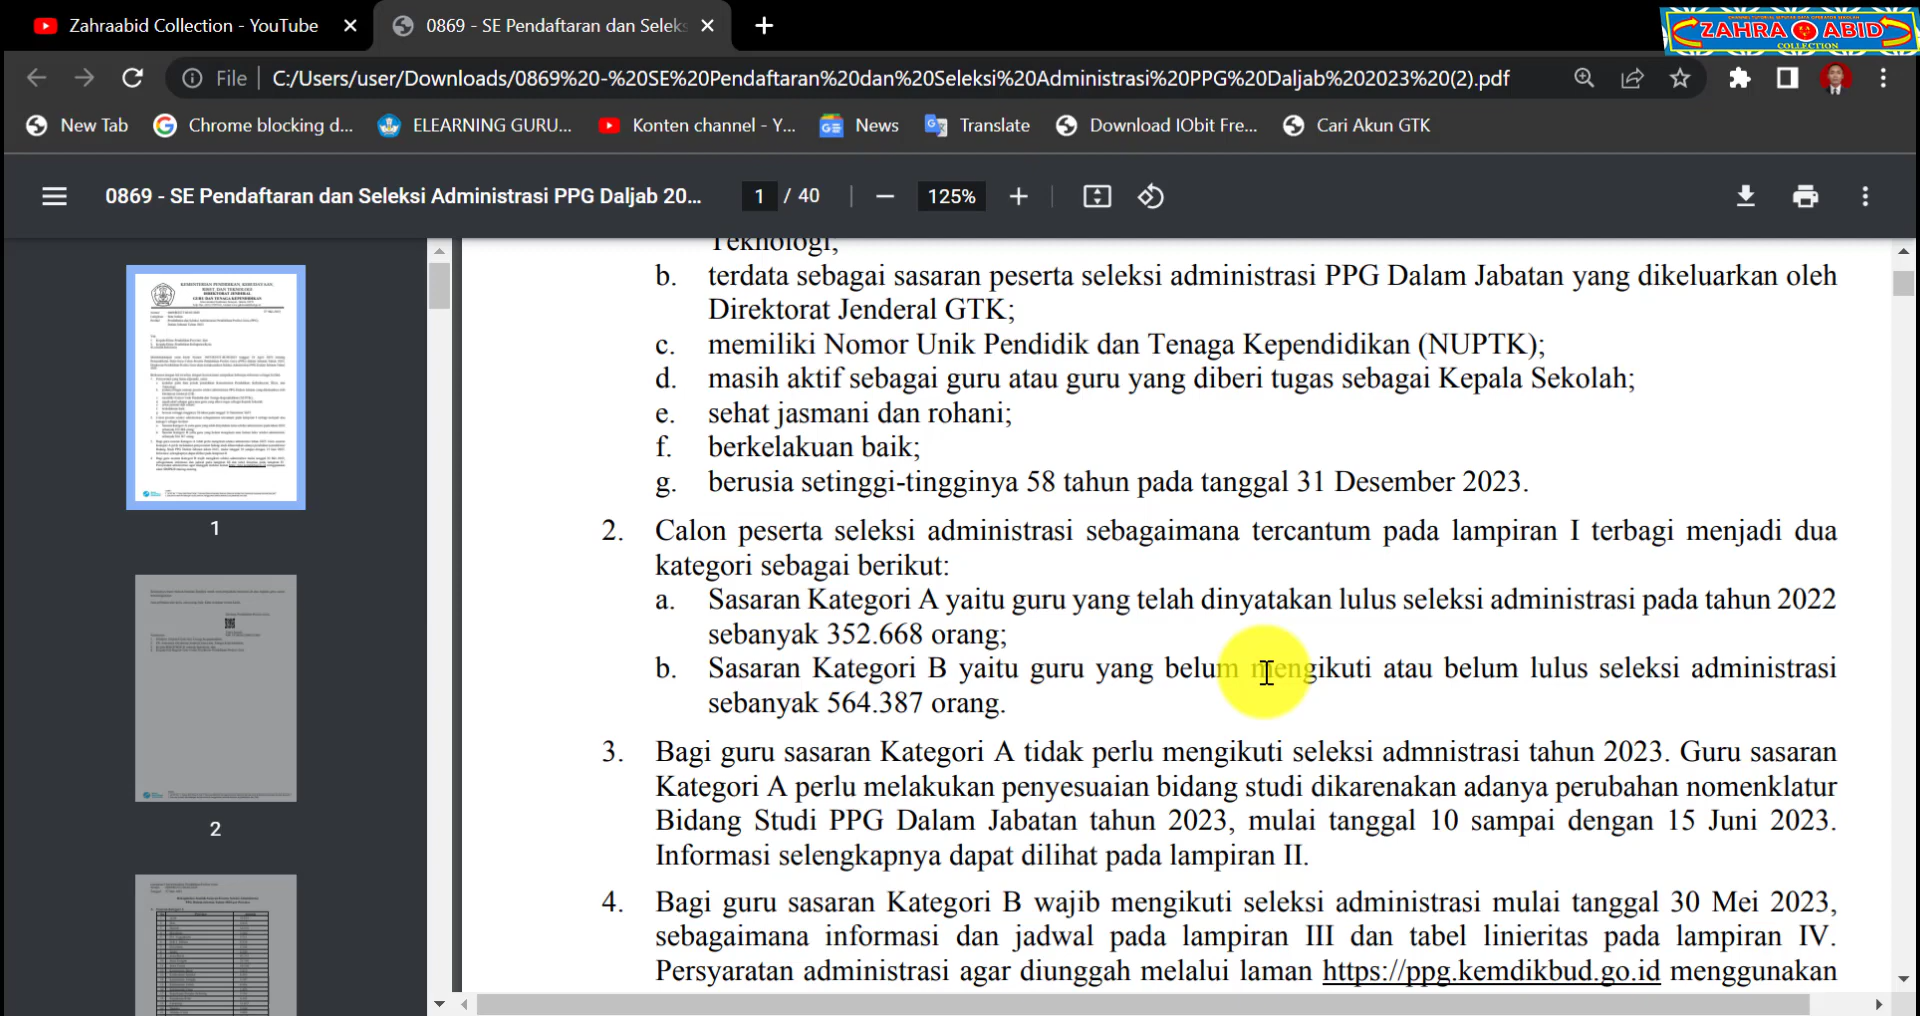 Zahraabid Collection - YouTube
0869 - SE Pendaftaran dan Seleks
CHANNEL TUTORIAL SEPUTAR DATA OPERATOR SEKOLAH
ZAHRA ABID
COLLECTION
File
C:/Users/user/Downloads/0869%20-%20SE%20Pendaftaran%20dan%20Seleksi%20Administrasi%20PPG%20Daljab%202023%20(2).pdf
New Tab
Chrome blocking d...
ELEARNING GURU...
Konten channel - Y...
News
Translate
Download IObit Fre...
Cari Akun GTK
0869 - SE Pendaftaran dan Seleksi Administrasi PPG Daljab 20...
1 / 40
125%
1
2
Teknologi;
b. terdata sebagai sasaran peserta seleksi administrasi PPG Dalam Jabatan yang dikeluarkan oleh
Direktorat Jenderal GTK;
c. memiliki Nomor Unik Pendidik dan Tenaga Kependidikan (NUPTK);
d. masih aktif sebagai guru atau guru yang diberi tugas sebagai Kepala Sekolah;
e. sehat jasmani dan rohani;
f. berkelakuan baik;
g. berusia setinggi-tingginya 58 tahun pada tanggal 31 Desember 2023.
2. Calon peserta seleksi administrasi sebagaimana tercantum pada lampiran I terbagi menjadi dua
kategori sebagai berikut:
a. Sasaran Kategori A yaitu guru yang telah dinyatakan lulus seleksi administrasi pada tahun 2022
sebanyak 352.668 orang;
b. Sasaran Kategori B yaitu guru yang belum mengikuti atau belum lulus seleksi administrasi
sebanyak 564.387 orang.
3. Bagi guru sasaran Kategori A tidak perlu mengikuti seleksi admnistrasi tahun 2023. Guru sasaran
Kategori A perlu melakukan penyesuaian bidang studi dikarenakan adanya perubahan nomenklatur
Bidang Studi PPG Dalam Jabatan tahun 2023, mulai tanggal 10 sampai dengan 15 Juni 2023.
Informasi selengkapnya dapat dilihat pada lampiran II.
4. Bagi guru sasaran Kategori B wajib mengikuti seleksi administrasi mulai tanggal 30 Mei 2023,
sebagaimana informasi dan jadwal pada lampiran III dan tabel linieritas pada lampiran IV.
Persyaratan administrasi agar diunggah melalui laman https://ppg.kemdikbud.go.id menggunakan